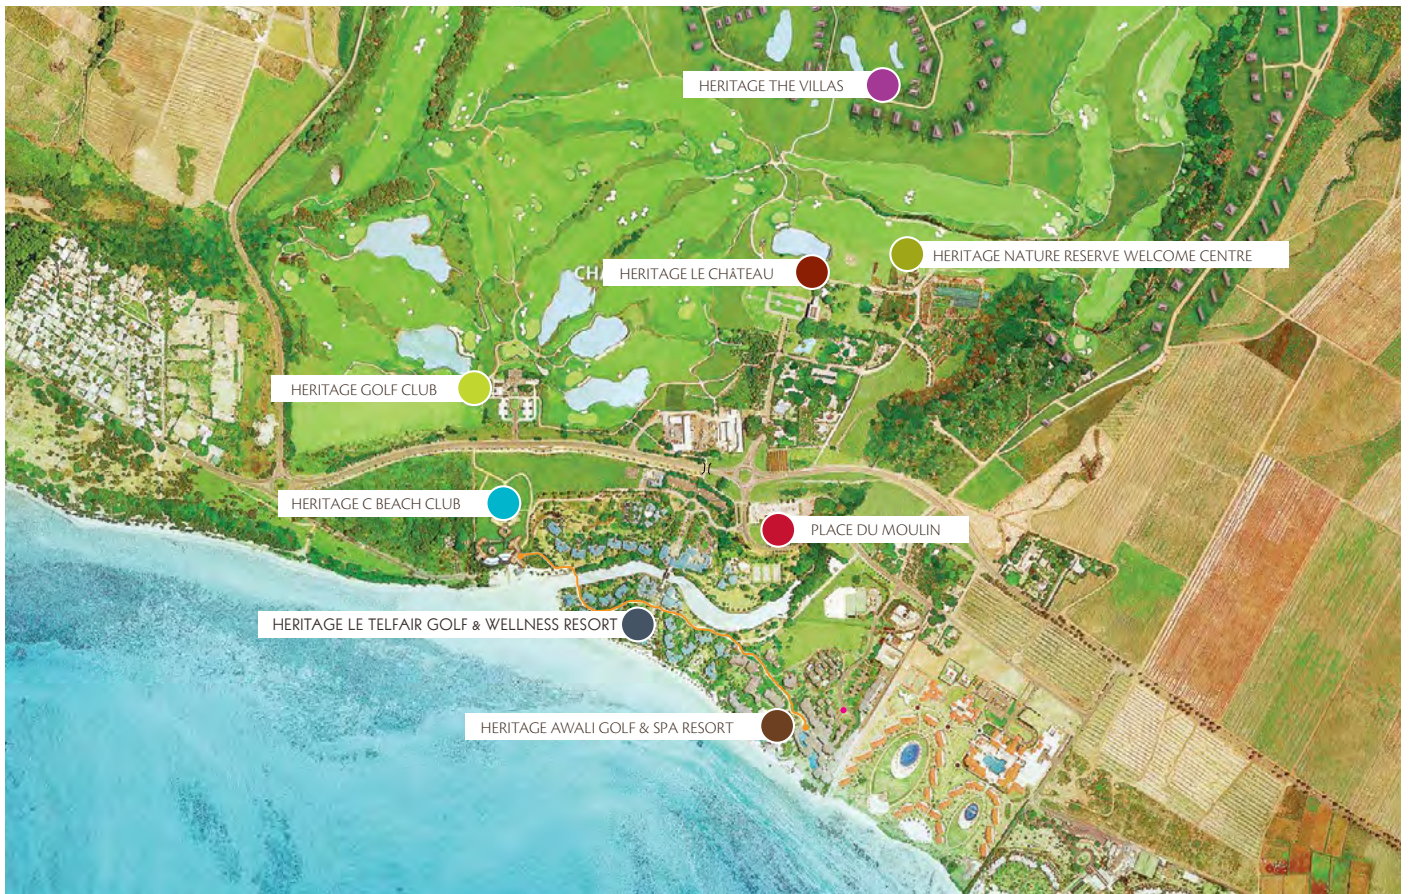 HERITAGE THE VILLAS
HERITAGE NATURE RESERVE WELCOME CENTRE
HERITAGE LE CHÂTEAU
CH
HERITAGE GOLF CLUB
HERITAGE C BEACH CLUB
PLACE DU MOULIN
HERITAGE LE TELFAIR GOLF & WELLNESS RESORT
HERITAGE AWALI GOLF & SPA RESORT